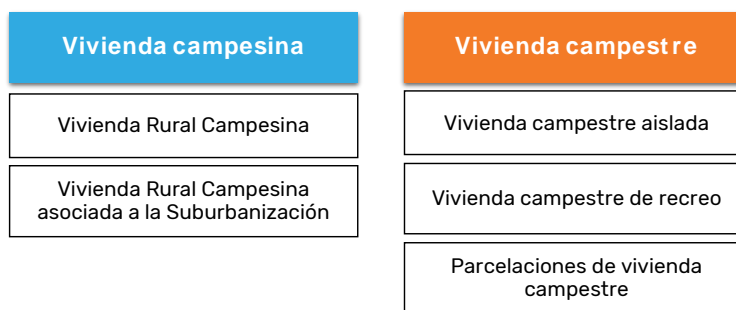 Vivienda campesina
Vivienda Rural Campesina
Vivienda Rural Campesina
asociada a la Suburbanización
Vivienda campestre
Vivienda campestre aislada
Vivienda campestre de recreo
Parcelaciones de vivienda
campestre